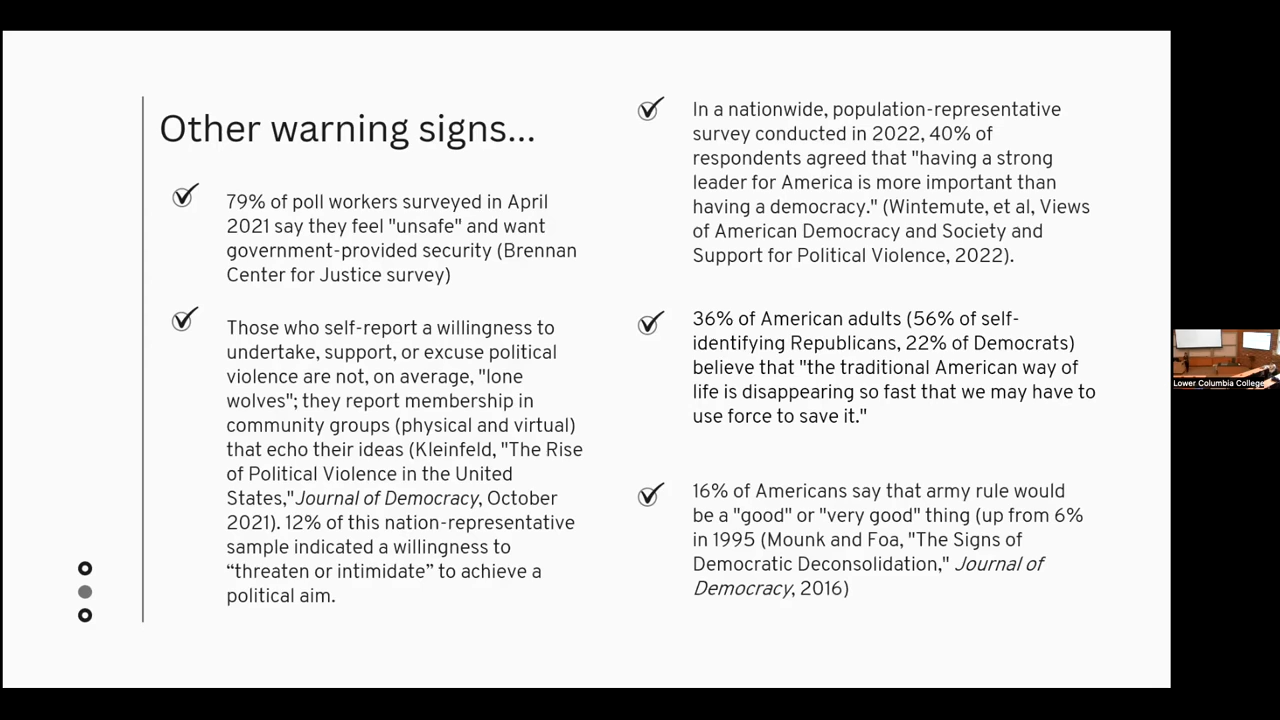 Other warning signs...
79% of poll workers surveyed in April
2021 say they feel "unsafe" and want
government-provided security (Brennan
Center for Justice survey)
Those who self-report a willingness to
undertake, support, or excuse political
violence are not, on average, "lone
wolves"; they report membership in
community groups (physical and virtual)
that echo their ideas (Kleinfeld, "The Rise
of Political Violence in the United
States,"Journal of Democracy, October
2021). 12% of this nation-representative
sample indicated a willingness to
“threaten or intimidate” to achieve a
political aim.
In a nationwide, population-representative
survey conducted in 2022, 40% of
respondents agreed that "having a strong
leader for America is more important than
having a democracy." (Wintemute, et al, Views
of American Democracy and Society and
Support for Political Violence, 2022).
36% of American adults (56% of self-
identifying Republicans, 22% of Democrats)
believe that "the traditional American way of
life is disappearing so fast that we may have to
use force to save it."
16% of Americans say that army rule would
be a "good" or "very good" thing (up from 6%
in 1995 (Mounk and Foa, "The Signs of
Democratic Deconsolidation," Journal of
Democracy, 2016)
Lower Columbia College